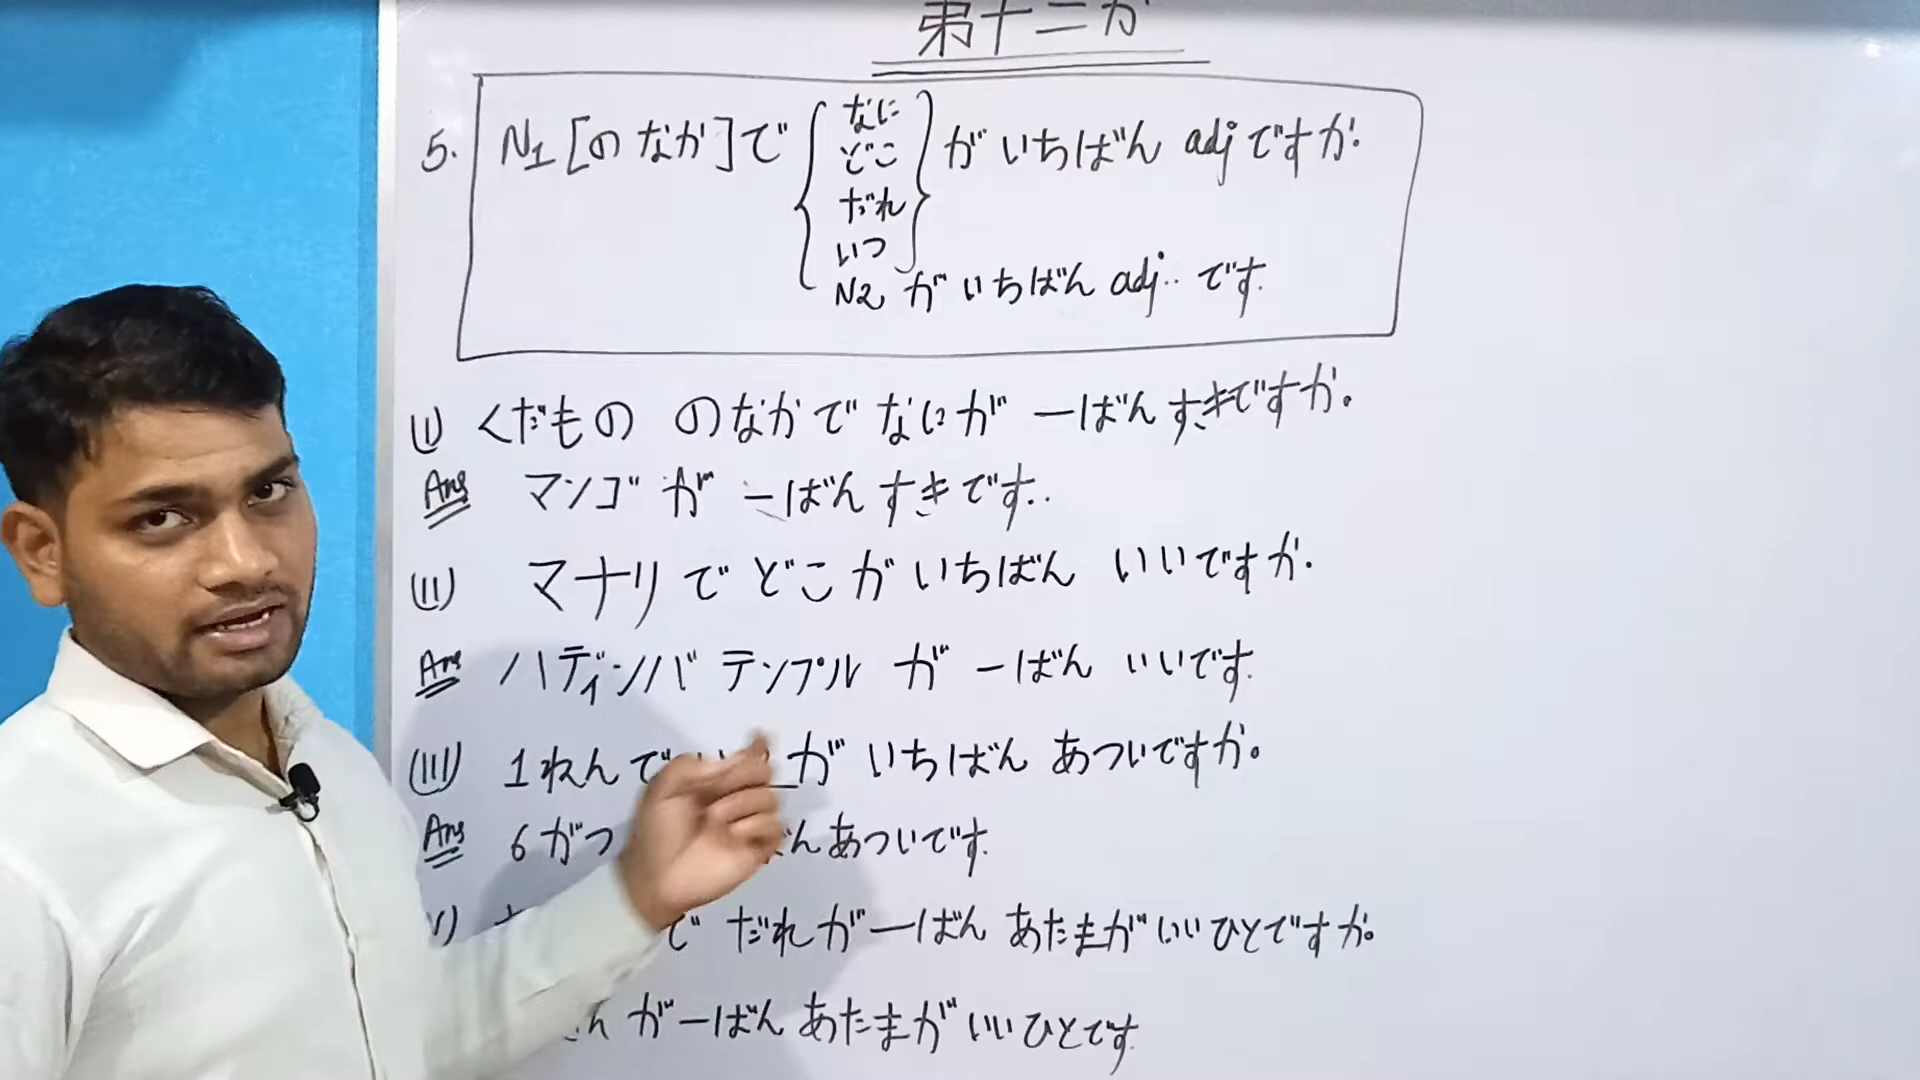 第十二か
5. N1 [のなか]で { なに } が いちばん adj ですか.
どこ
だれ
いつ
N2 が いちばん adj.. です.
(I) くだもの のなかで なにが 一ばん すきですか。
Ans マンゴ が 一ばん すきです..
(II) マナリ で どこ が いちばん いいですか.
Ans ハディンバ テンプル が 一ばん いいです.
(III) 1ねんで が いちばん あついですか。
Ans 6がつ ばんあついです.
で だれが 一ばん あたまが いい ひとですか。
が 一ばん あたまが いい ひとです.